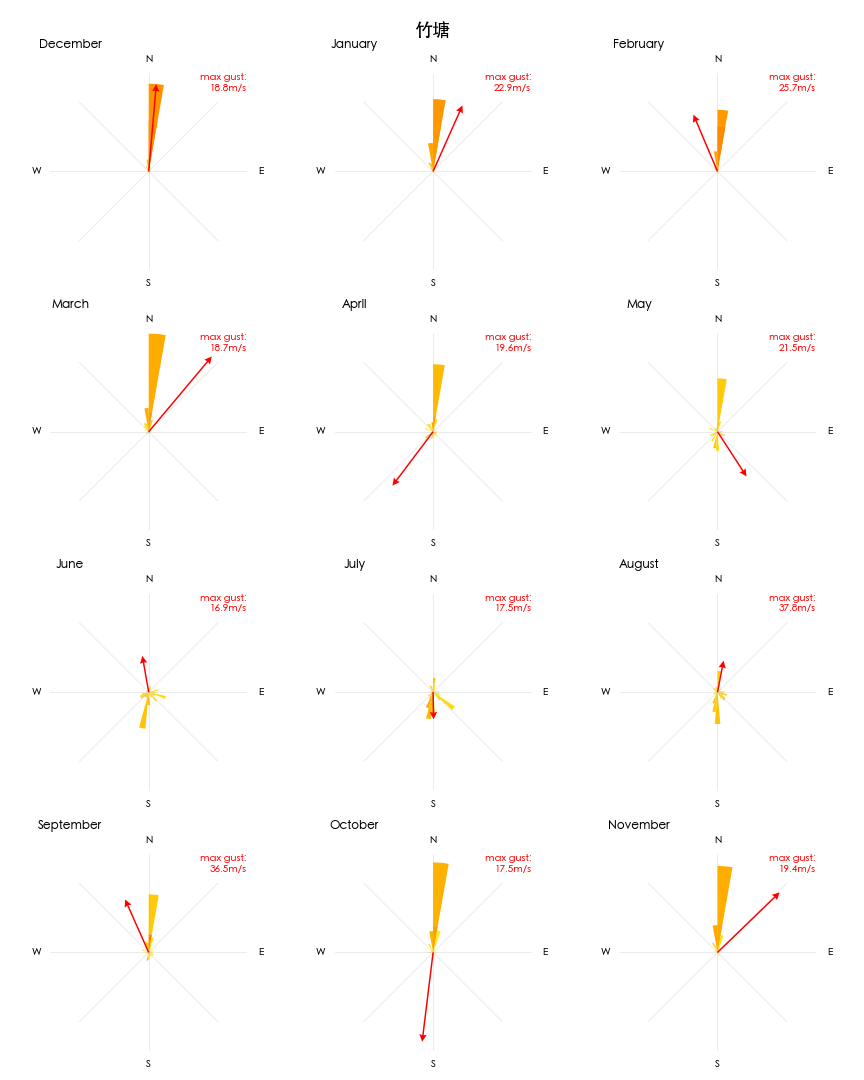 竹塘
December
N
max gust:
18.8m/s
W
E
S
January
N
max gust:
22.9m/s
W
E
S
February
N
max gust:
25.7m/s
W
E
S
March
N
max gust:
18.7m/s
W
E
S
April
N
max gust:
19.6m/s
W
E
S
May
N
max gust:
21.5m/s
W
E
S
June
N
max gust:
16.9m/s
W
E
S
July
N
max gust:
17.5m/s
W
E
S
August
N
max gust:
37.8m/s
W
E
S
September
N
max gust:
36.5m/s
W
E
S
October
N
max gust:
17.5m/s
W
E
S
November
N
max gust:
19.4m/s
W
E
S